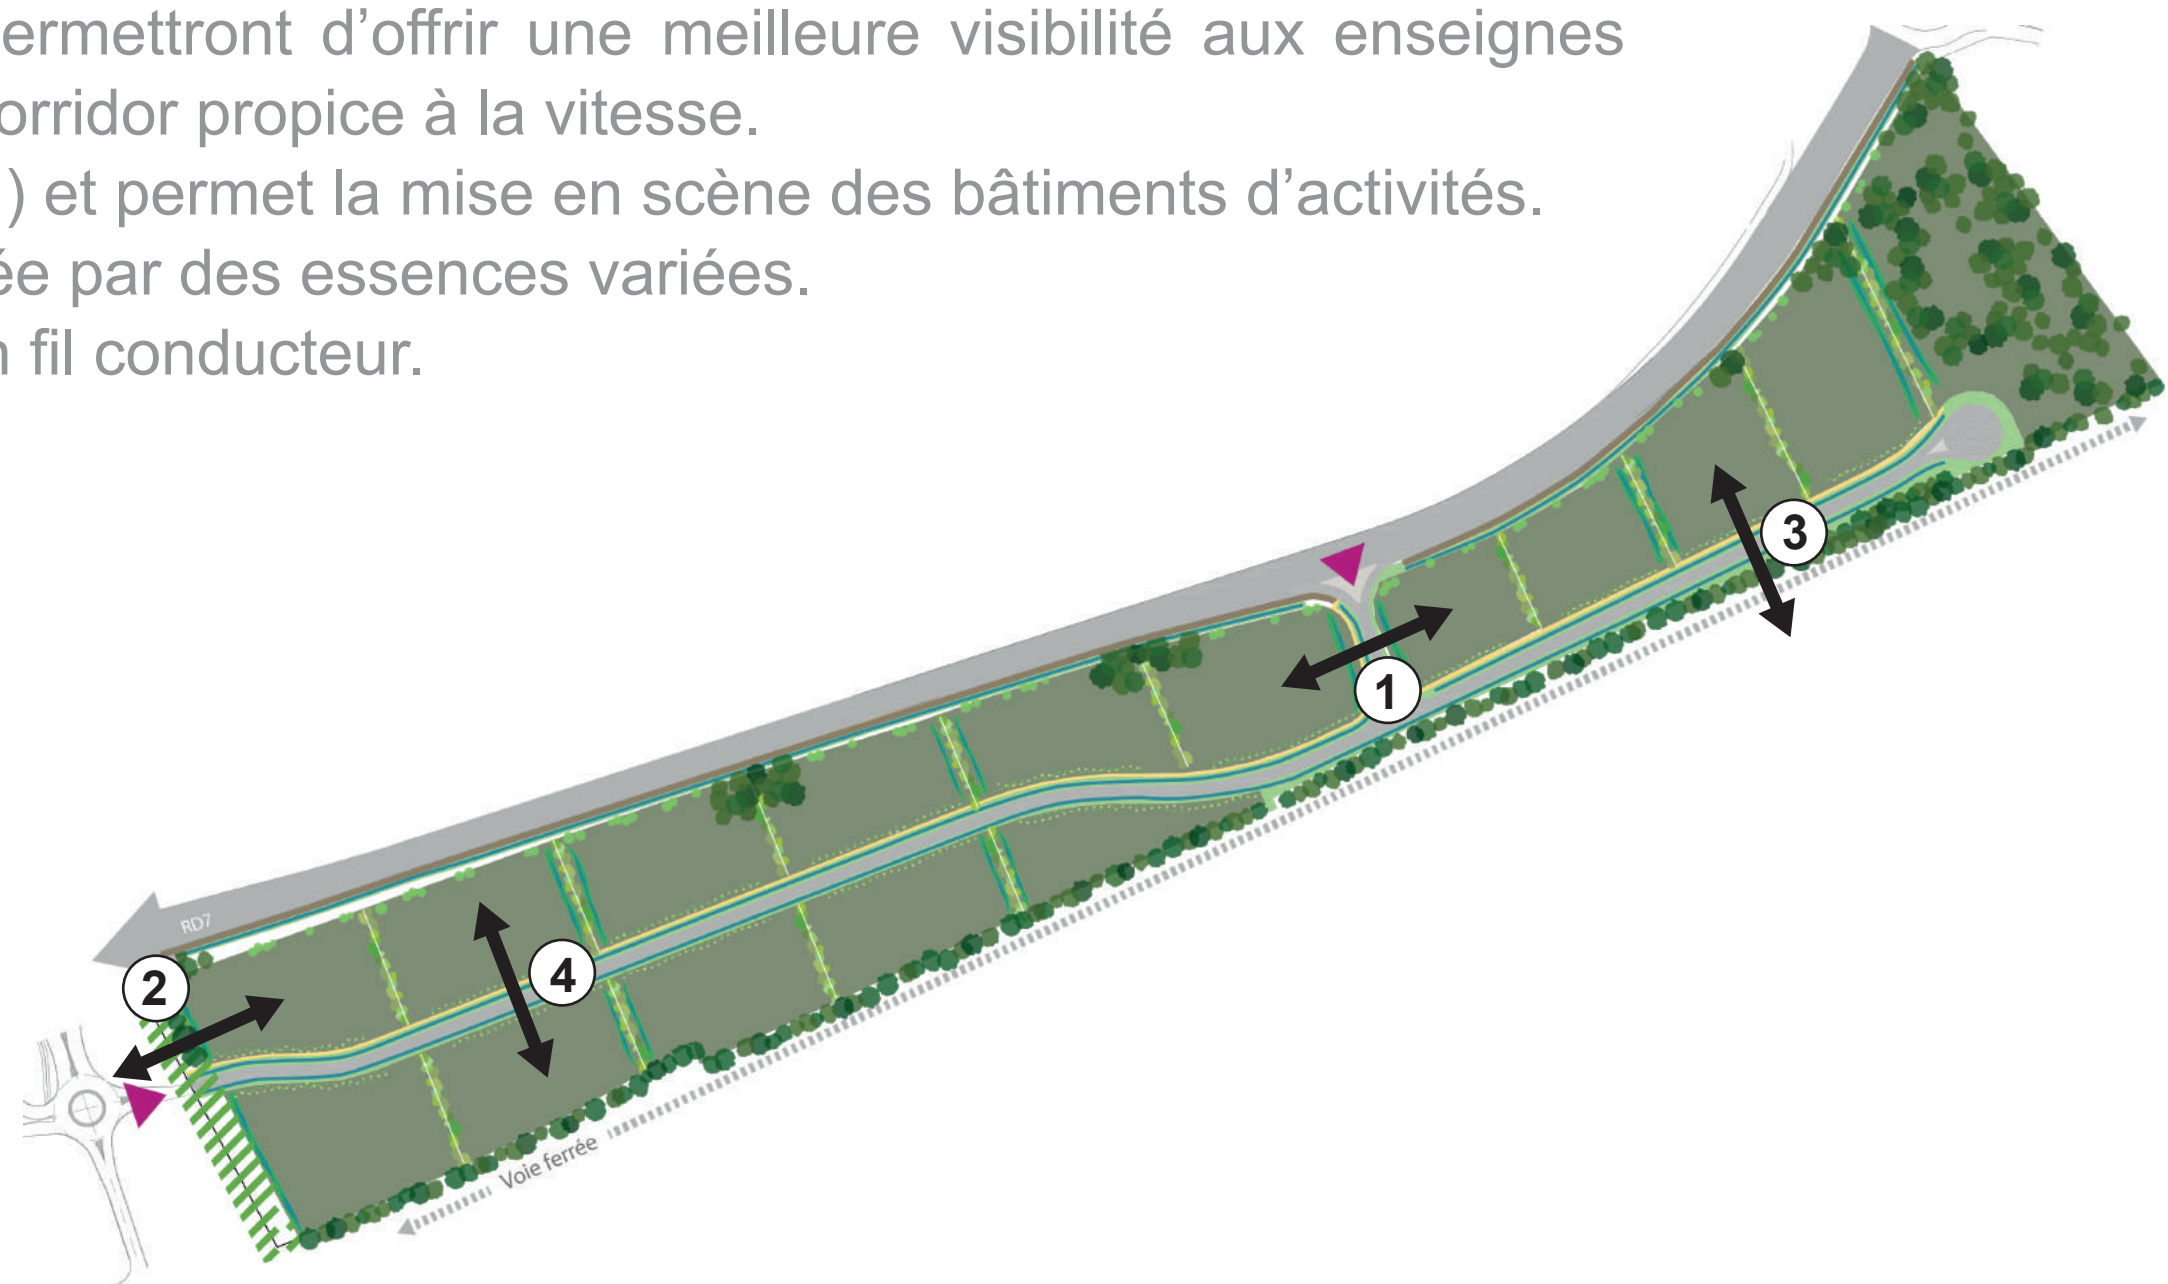 ermettront d’offrir une meilleure visibilité aux enseignes
orridor propice à la vitesse.
) et permet la mise en scène des bâtiments d’activités.
ée par des essences variées.
n fil conducteur.
3
1
RD7
4
2
Voie ferrée